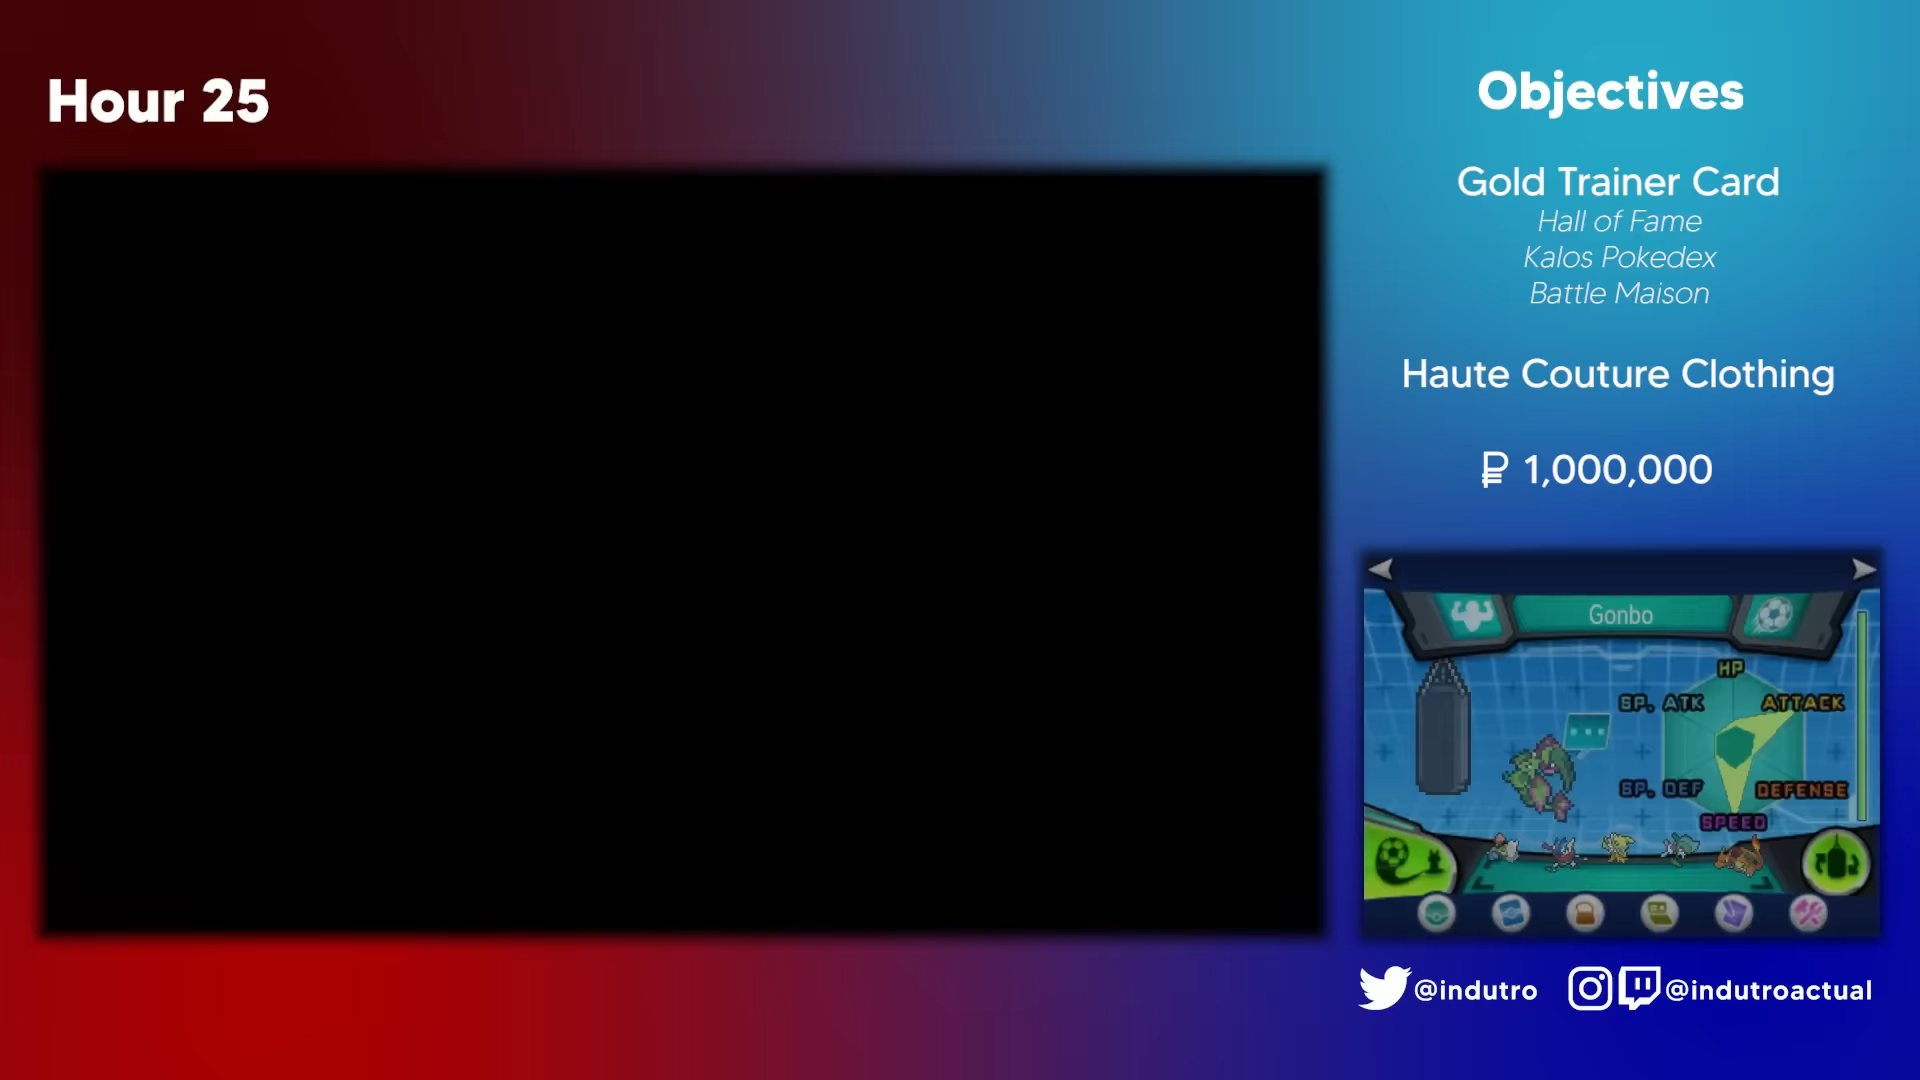 Hour 25
Objectives
Gold Trainer Card
Hall of Fame
Kalos Pokedex
Battle Maison
Haute Couture Clothing
₽ 1,000,000
Gonbo
HP
SP. ATK
ATTACK
SP. DEF
DEFENSE
SPEED
@indutro
@indutroactual